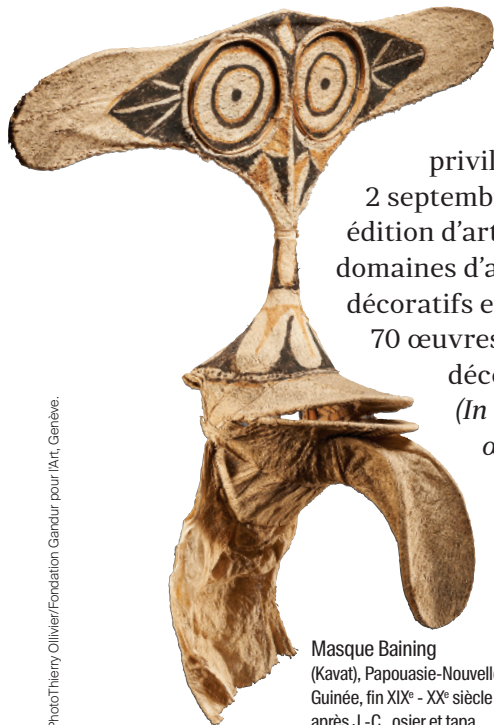 privil
2 septemb
édition d’art
domaines d’a
décoratifs e
70 œuvres
déco
(In
o
PhotoThierry Ollivier/Fondation Gandur pour l’Art, Genève.
Masque Baining
(Kavat), Papouasie-Nouvelle
Guinée, fin XIXe - XXe siècle
après J.-C., osier et tapa